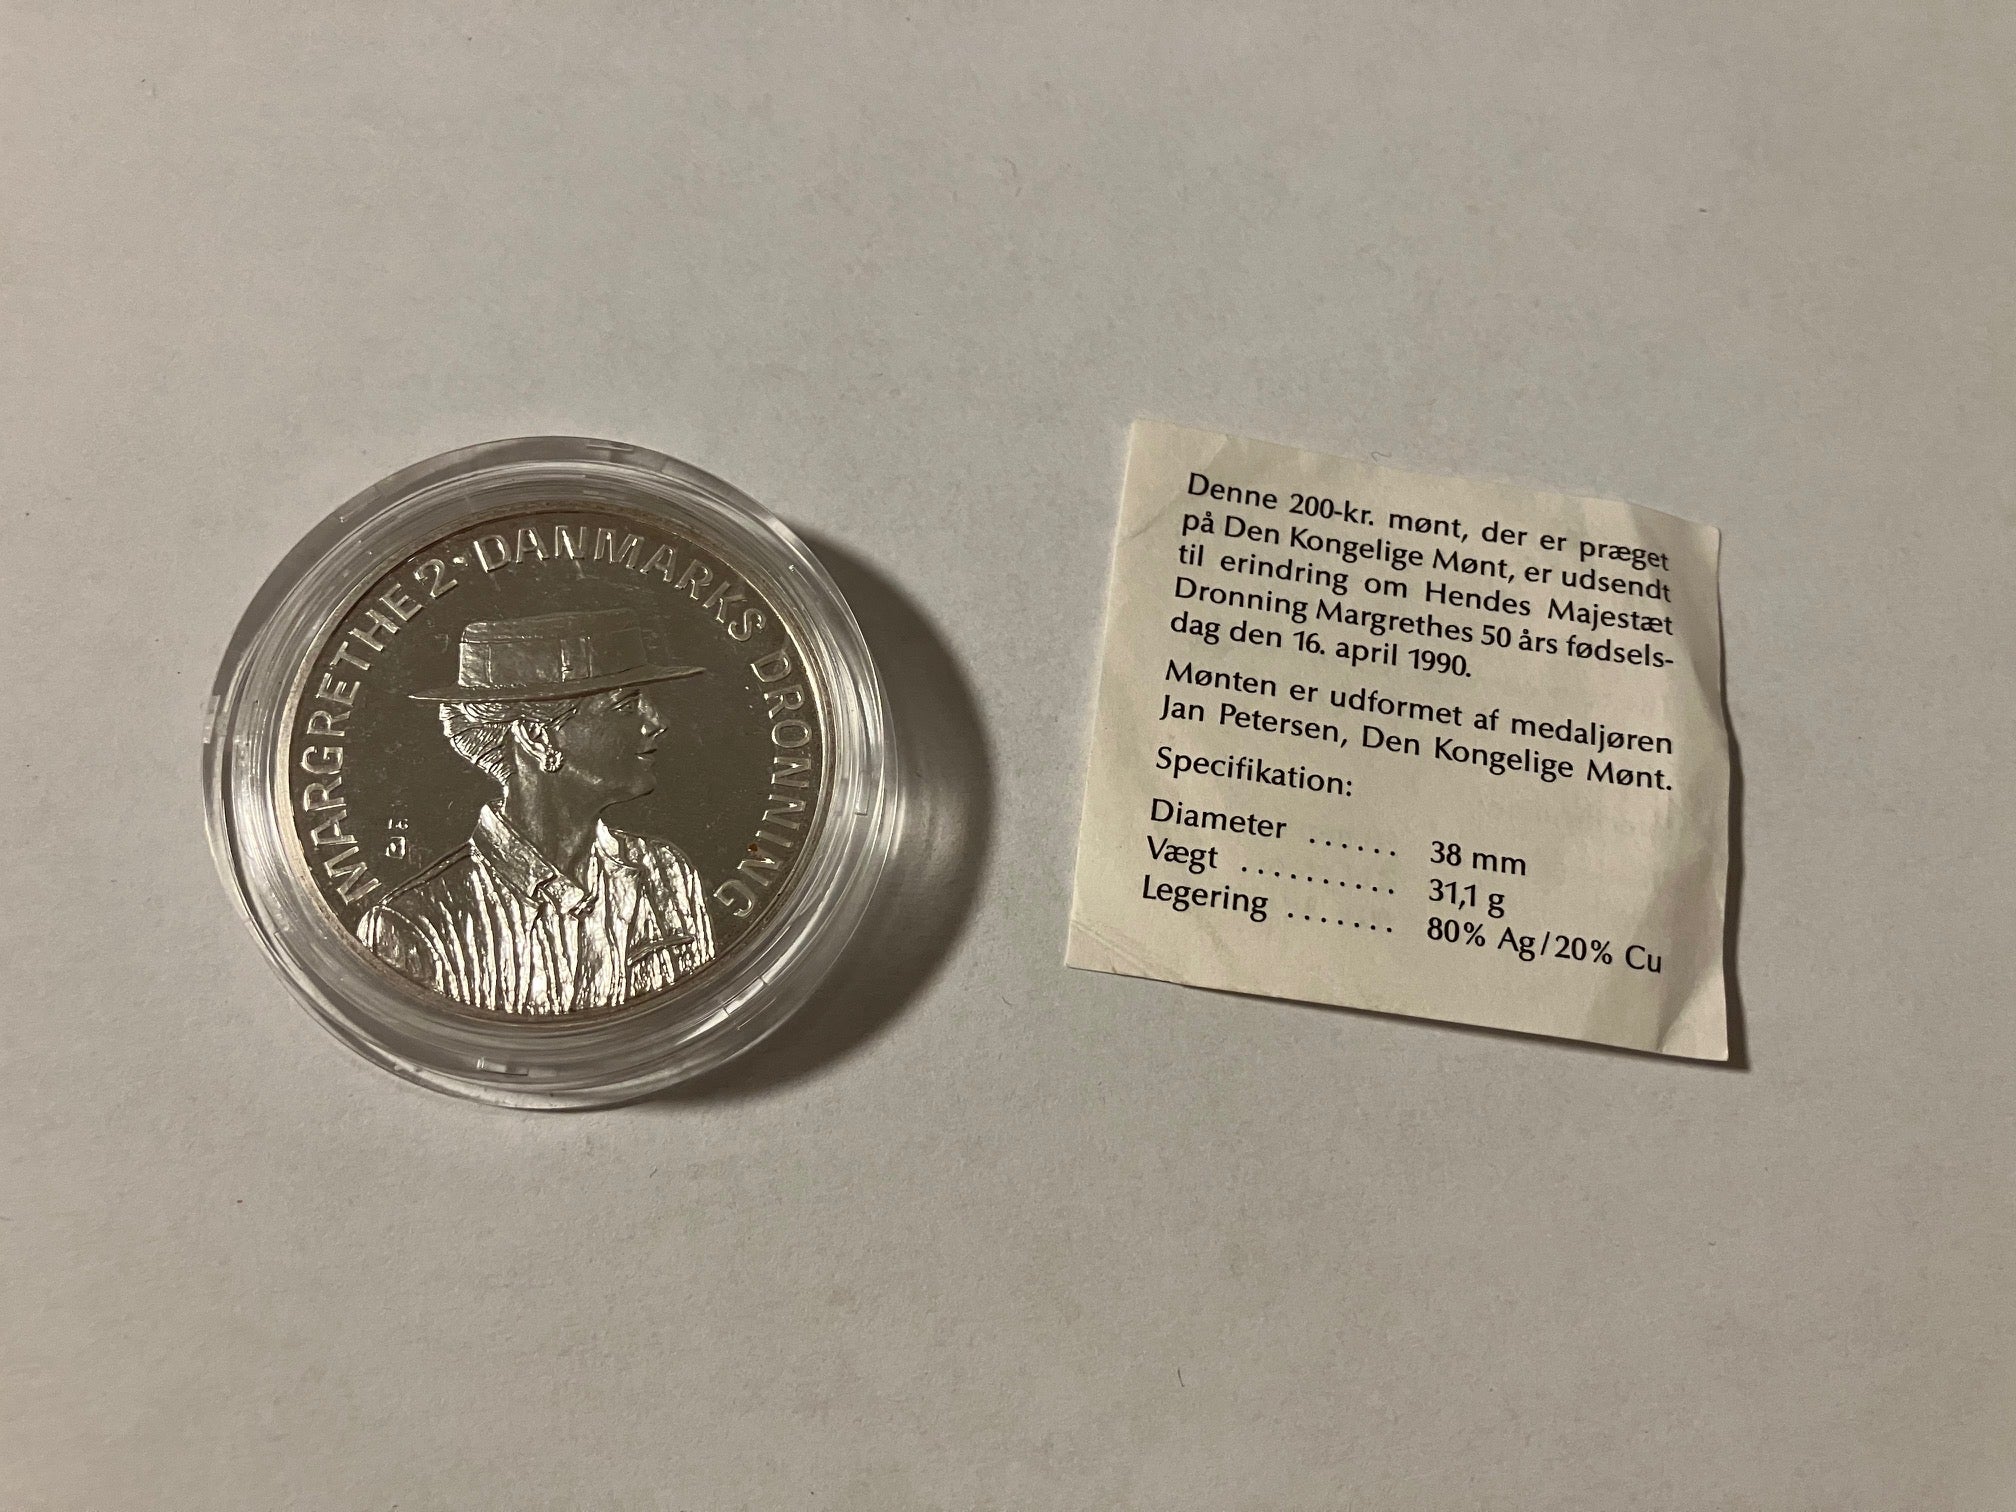 MARGRETHE 2 · DANMARKS DRONNING
Denne 200-kr. mønt, der er præget
på Den Kongelige Mønt, er udsendt
til erindring om Hendes Majestæt
Dronning Margrethes 50 års fødsels-
dag den 16. april 1990.
Mønten er udformet af medaljøren
Jan Petersen, Den Kongelige Mønt.
Specifikation:
Diameter ...... 38 mm
Vægt .......... 31,1 g
Legering ....... 80% Ag/20% Cu